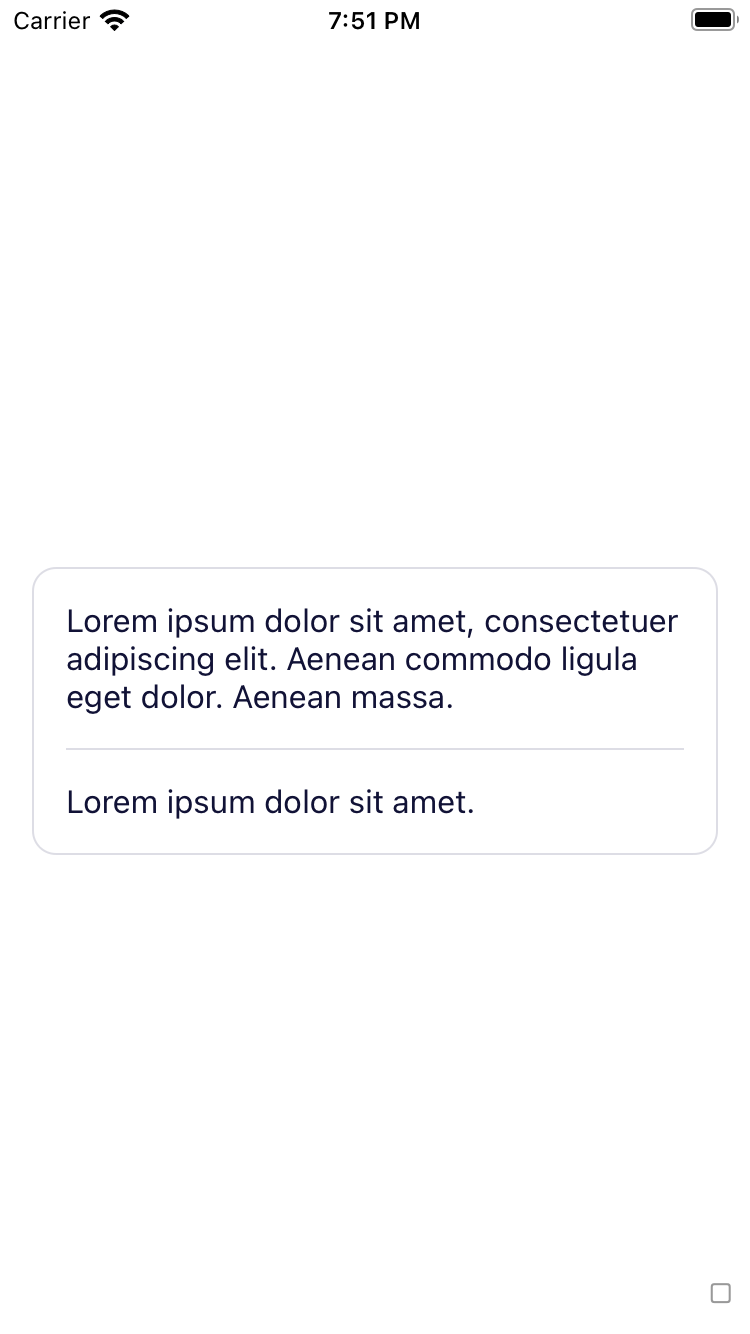 Carrier 7:51 PM
Lorem ipsum dolor sit amet, consectetuer
adipiscing elit. Aenean commodo ligula
eget dolor. Aenean massa.
Lorem ipsum dolor sit amet.